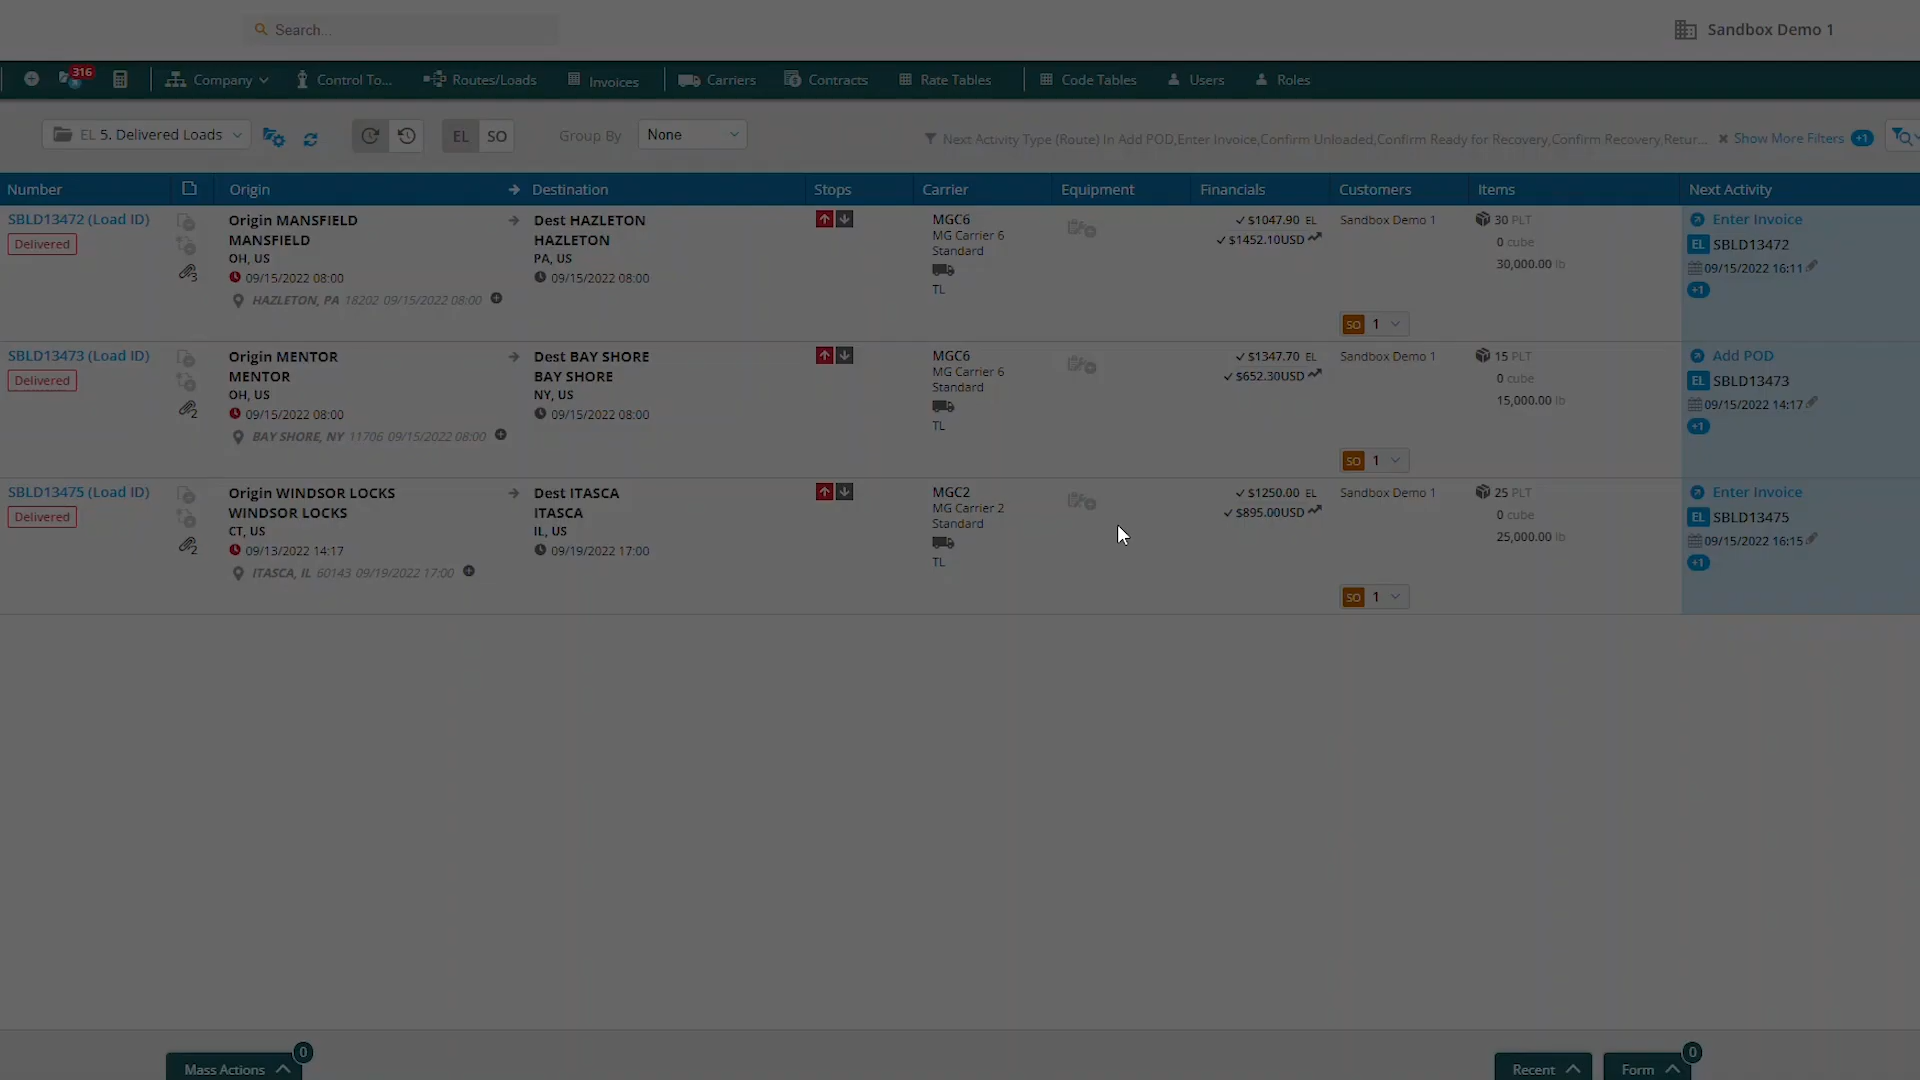 Search...
Sandbox Demo 1
316
Company
Control To...
Routes/Loads
Invoices
Carriers
Contracts
Rate Tables
Code Tables
Users
Roles
EL 5. Delivered Loads
EL
SO
Group By
None
Next Activity Type (Route) In Add POD,Enter Invoice,Confirm Unloaded,Confirm Ready for Recovery,Confirm Recovery,Retur...
Show More Filters
+1
Number
Origin
Destination
Stops
Carrier
Equipment
Financials
Customers
Items
Next Activity
SBLD13472 (Load ID)
Delivered
3
Origin MANSFIELD
MANSFIELD
OH, US
09/15/2022 08:00
HAZLETON, PA 18202 09/15/2022 08:00
Dest HAZLETON
HAZLETON
PA, US
09/15/2022 08:00
MGC6
MG Carrier 6
Standard
TL
$1047.90 EL
$1452.10USD
Sandbox Demo 1
SO 1
30 PLT
0 cube
30,000.00 lb
Enter Invoice
EL SBLD13472
09/15/2022 16:11
+1
SBLD13473 (Load ID)
Delivered
2
Origin MENTOR
MENTOR
OH, US
09/15/2022 08:00
BAY SHORE, NY 11706 09/15/2022 08:00
Dest BAY SHORE
BAY SHORE
NY, US
09/15/2022 08:00
MGC6
MG Carrier 6
Standard
TL
$1347.70 EL
$652.30USD
Sandbox Demo 1
SO 1
15 PLT
0 cube
15,000.00 lb
Add POD
EL SBLD13473
09/15/2022 14:17
+1
SBLD13475 (Load ID)
Delivered
2
Origin WINDSOR LOCKS
WINDSOR LOCKS
CT, US
09/13/2022 14:17
ITASCA, IL 60143 09/19/2022 17:00
Dest ITASCA
ITASCA
IL, US
09/19/2022 17:00
MGC2
MG Carrier 2
Standard
TL
$1250.00 EL
$895.00USD
Sandbox Demo 1
SO 1
25 PLT
0 cube
25,000.00 lb
Enter Invoice
EL SBLD13475
09/15/2022 16:15
+1
Mass Actions
0
Recent
Form
0